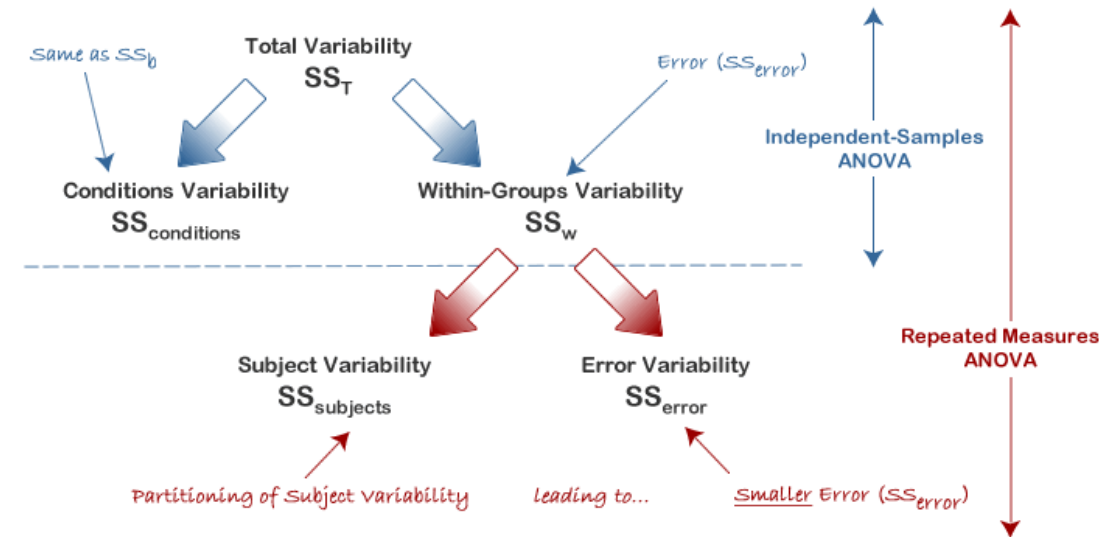 Total Variability
SS_T
Same as SS_b
Error (SS_error)
Independent-Samples
ANOVA
Conditions Variability
SS_conditions
Within-Groups Variability
SS_w
Repeated Measures
ANOVA
Subject Variability
SS_subjects
Error Variability
SS_error
Partitioning of Subject Variability
leading to...
Smaller Error (SS_error)